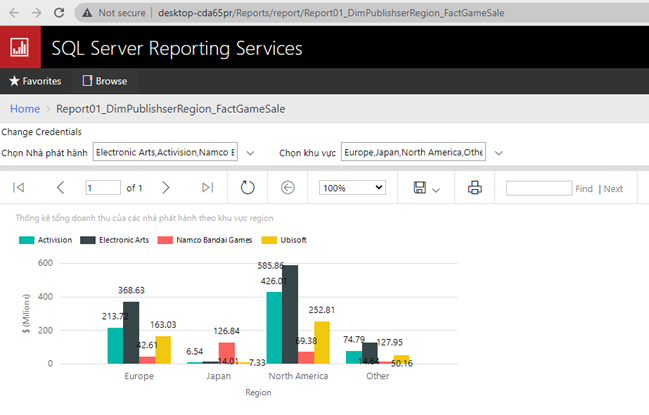 Not secure | desktop-cda65pr/Reports/report/Report01_DimPublishserRegion_FactGameSale
SQL Server Reporting Services
Favorites Browse
Home > Report01_DimPublishserRegion_FactGameSale
Change Credentials
Chọn Nhà phát hành Electronic Arts,Activision,Namco B Chọn khu vực Europe,Japan,North America,Othe
1 of 1 100% Find | Next
Thống kê tổng doanh thu của các nhà phát hành theo khu vực region
Activision Electronic Arts Namco Bandai Games Ubisoft
$ (Milions)
600
400
200
0
213.72 368.63 42.61 163.03
6.54 14.01 126.84 7.33
426.01 585.86 69.38 252.81
74.79 127.95 14.64 50.16
Europe Japan North America Other
Region